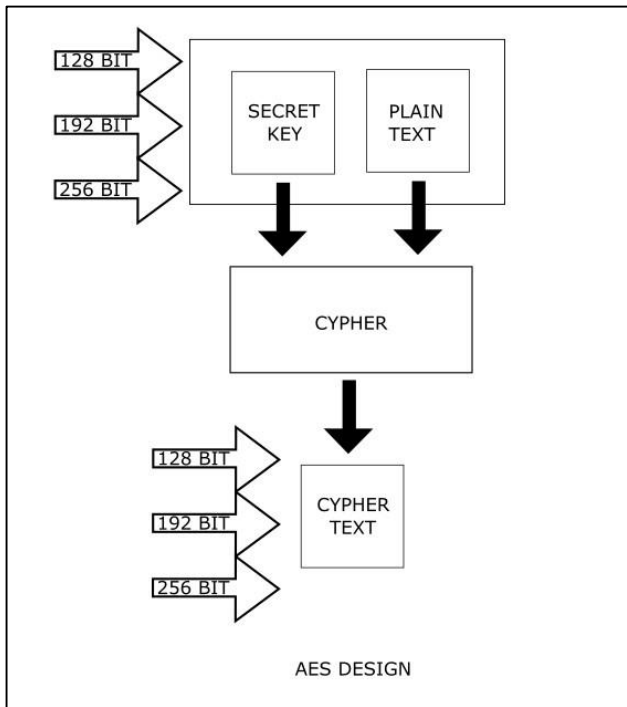 128 BIT
192 BIT
256 BIT
SECRET
KEY
PLAIN
TEXT
CYPHER
128 BIT
192 BIT
256 BIT
CYPHER
TEXT
AES DESIGN